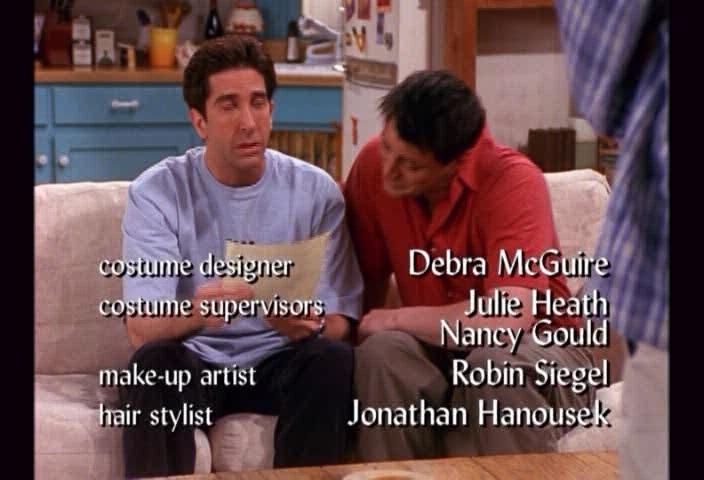 costume designer Debra McGuire
costume supervisors Julie Heath
Nancy Gould
make-up artist Robin Siegel
hair stylist Jonathan Hanousek